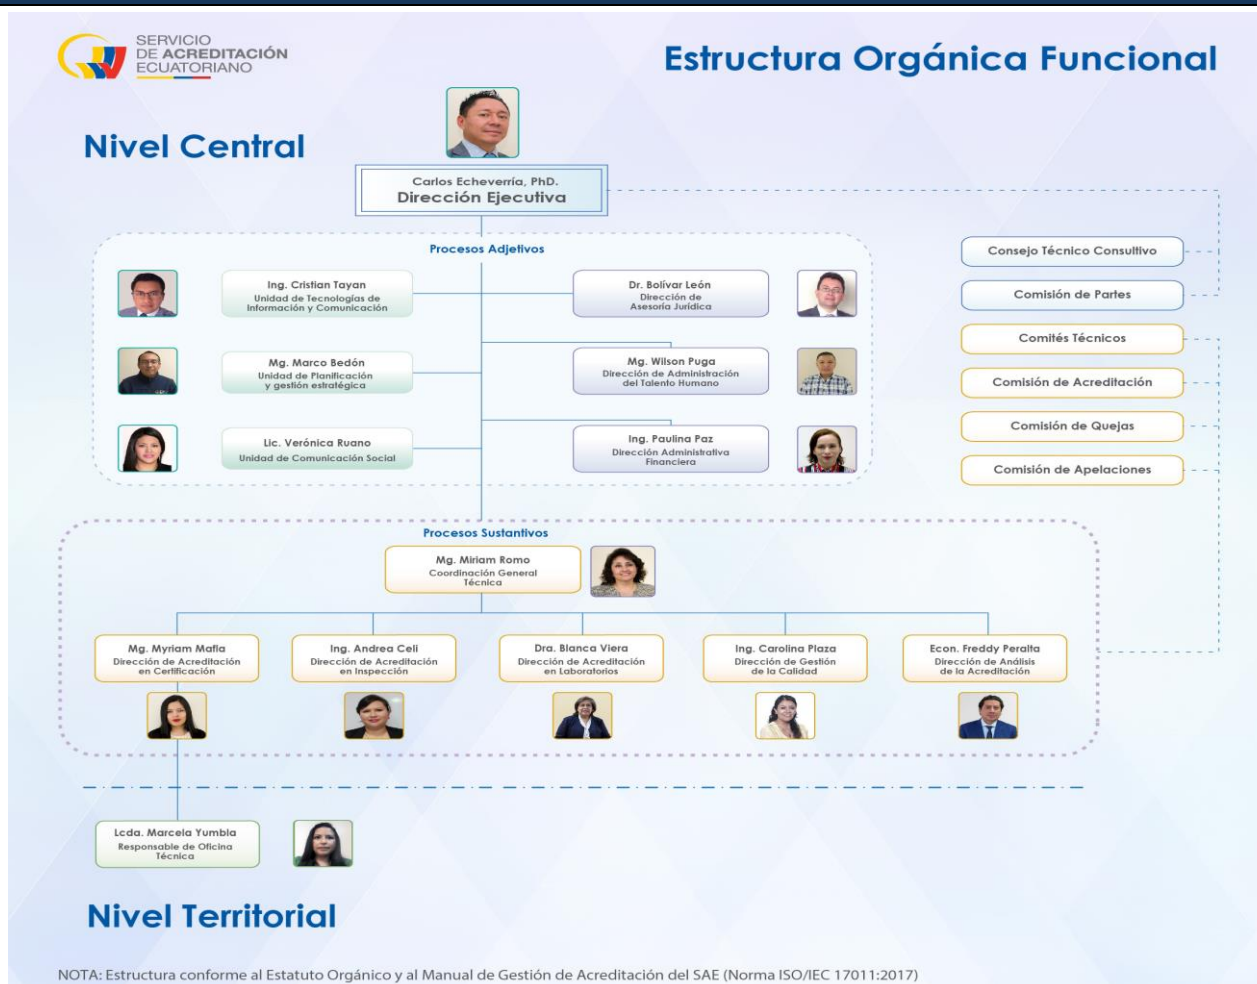 SERVICIO
DE ACREDITACIÓN
ECUATORIANO
Estructura Orgánica Funcional
Nivel Central
Carlos Echeverría, PhD.
Dirección Ejecutiva
Procesos Adjetivos
Ing. Cristian Tayan
Unidad de Tecnologías de
Información y Comunicación
Dr. Bolívar León
Dirección de
Asesoría Jurídica
Mg. Marco Bedón
Unidad de Planificación
y gestión estratégica
Mg. Wilson Puga
Dirección de Administración
del Talento Humano
Lic. Verónica Ruano
Unidad de Comunicación Social
Ing. Paulina Paz
Dirección Administrativa
Financiera
Consejo Técnico Consultivo
Comisión de Partes
Comités Técnicos
Comisión de Acreditación
Comisión de Quejas
Comisión de Apelaciones
Procesos Sustantivos
Mg. Miriam Romo
Coordinación General
Técnica
Mg. Myriam Mafla
Dirección de Acreditación
en Certificación
Ing. Andrea Celi
Dirección de Acreditación
en Inspección
Dra. Blanca Viera
Dirección de Acreditación
en Laboratorios
Ing. Carolina Plaza
Dirección de Gestión
de la Calidad
Econ. Freddy Peralta
Dirección de Análisis
de la Acreditación
Lcda. Marcela Yumbla
Responsable de Oficina
Técnica
Nivel Territorial
NOTA: Estructura conforme al Estatuto Orgánico y al Manual de Gestión de Acreditación del SAE (Norma ISO/IEC 17011:2017)